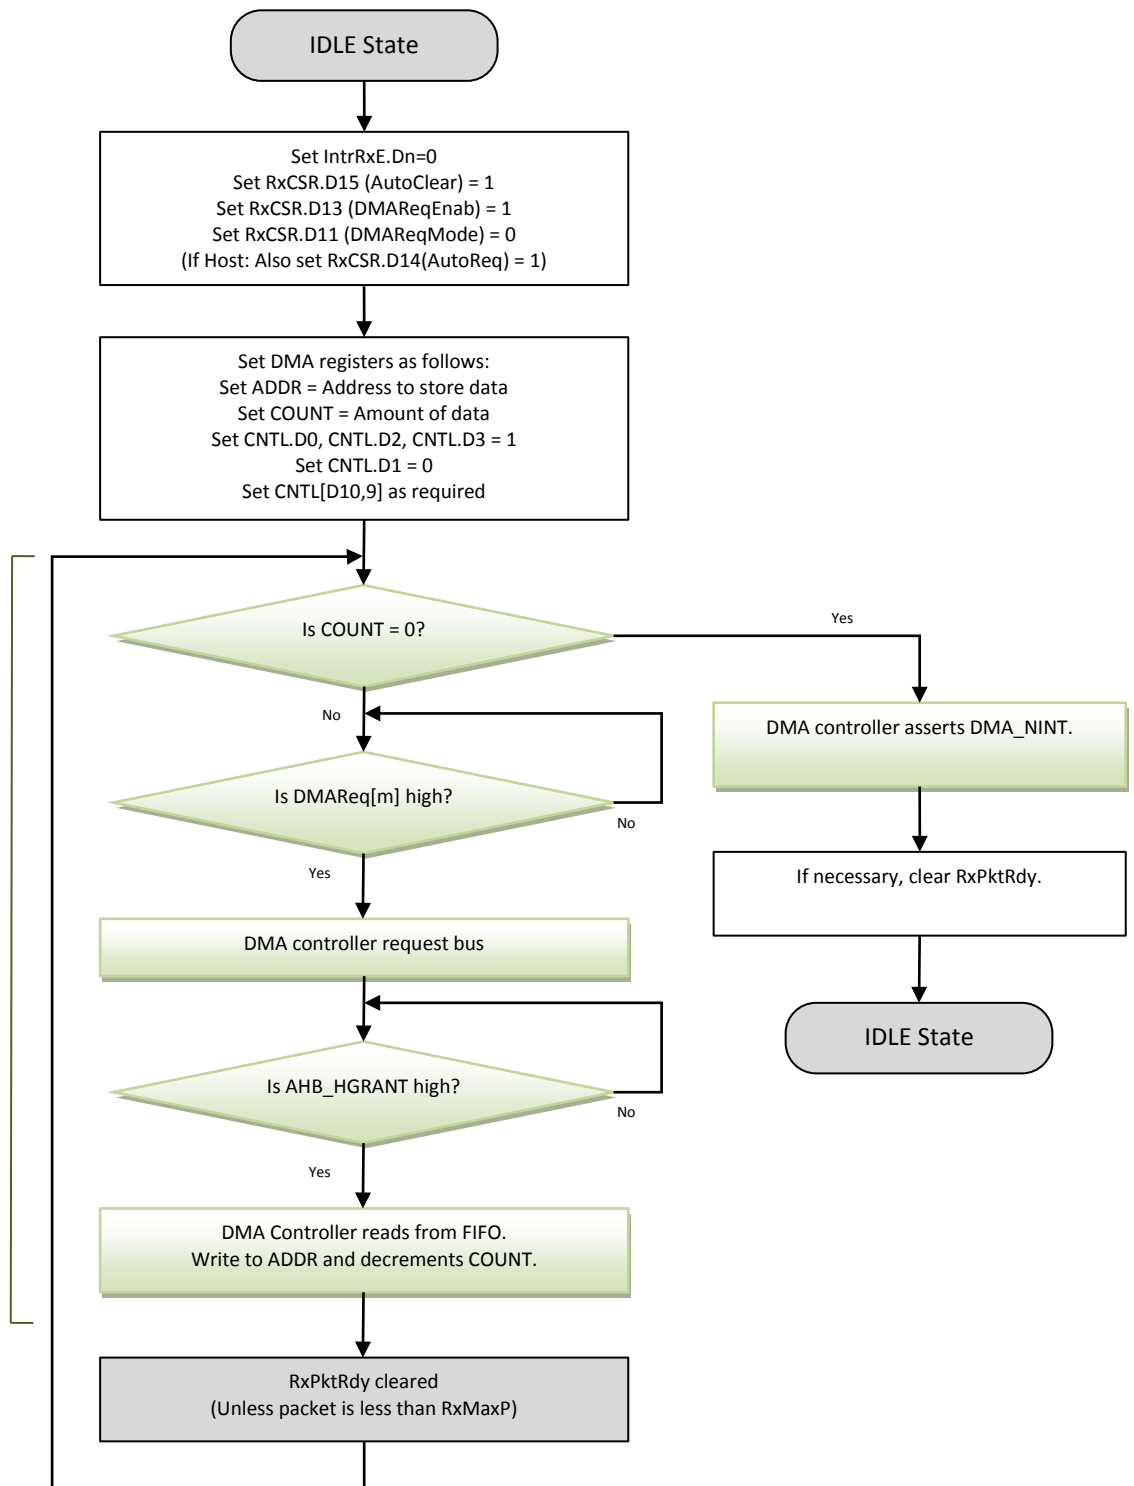 IDLE State
Set IntrRxE.Dn=0
Set RxCSR.D15 (AutoClear) = 1
Set RxCSR.D13 (DMAReqEnab) = 1
Set RxCSR.D11 (DMAReqMode) = 0
(If Host: Also set RxCSR.D14(AutoReq) = 1)
Set DMA registers as follows:
Set ADDR = Address to store data
Set COUNT = Amount of data
Set CNTL.D0, CNTL.D2, CNTL.D3 = 1
Set CNTL.D1 = 0
Set CNTL[D10,9] as required
Is COUNT = 0?
Yes
No
DMA controller asserts DMA_NINT.
Is DMAReq[m] high?
No
Yes
If necessary, clear RxPktRdy.
DMA controller request bus
IDLE State
Is AHB_HGRANT high?
No
Yes
DMA Controller reads from FIFO.
Write to ADDR and decrements COUNT.
RxPktRdy cleared
(Unless packet is less than RxMaxP)